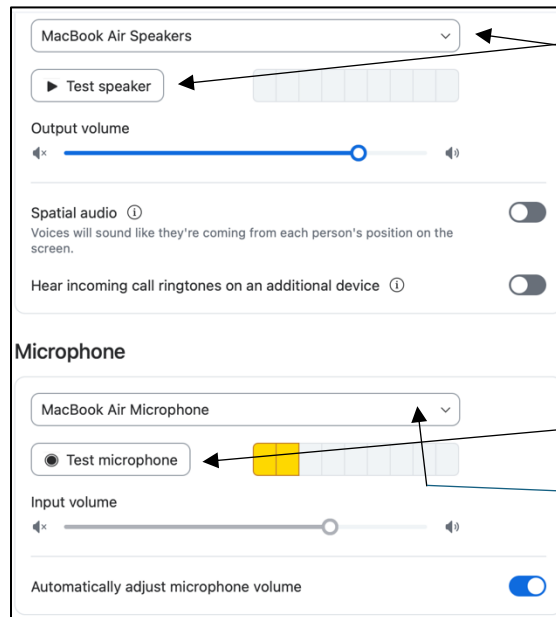 MacBook Air Speakers
Test speaker
Output volume
Spatial audio
Voices will sound like they're coming from each person's position on the
screen.
Hear incoming call ringtones on an additional device
Microphone
MacBook Air Microphone
Test microphone
Input volume
Automatically adjust microphone volume